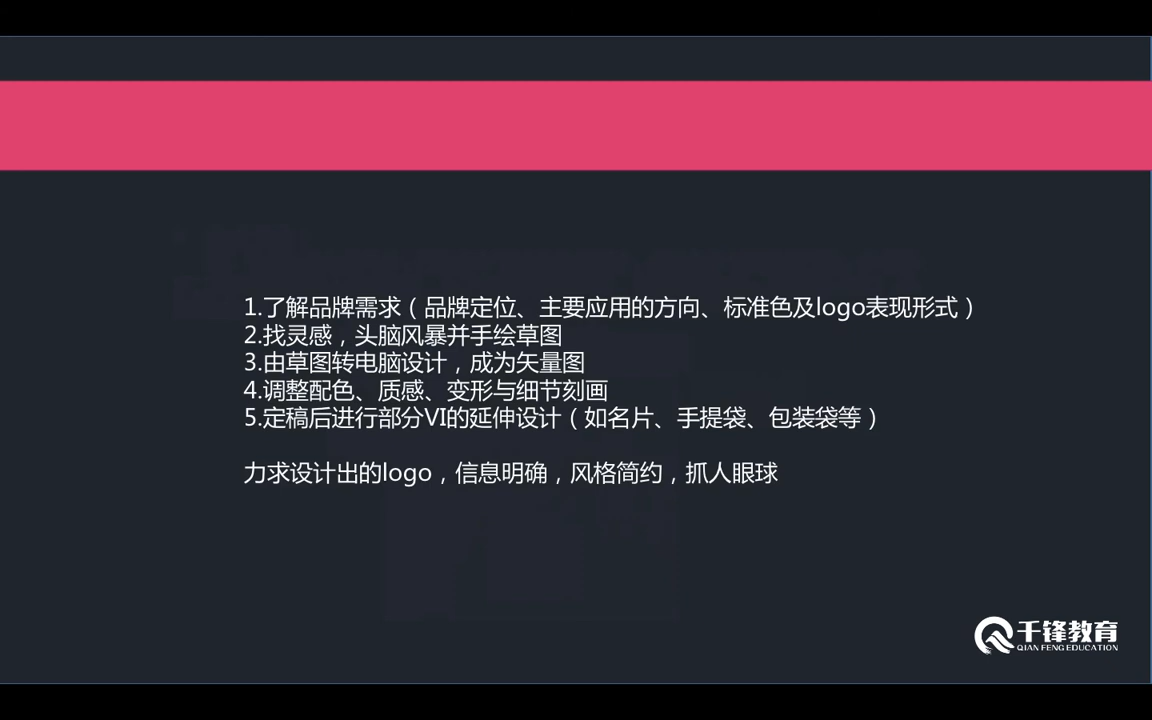 1.了解品牌需求（品牌定位、主要应用的方向、标准色及logo表现形式）
2.找灵感，头脑风暴并手绘草图
3.由草图转电脑设计，成为矢量图
4.调整配色、质感、变形与细节刻画
5.定稿后进行部分VI的延伸设计（如名片、手提袋、包装袋等）
力求设计出的logo，信息明确，风格简约，抓人眼球
千锋教育
QIAN FENG EDUCATION